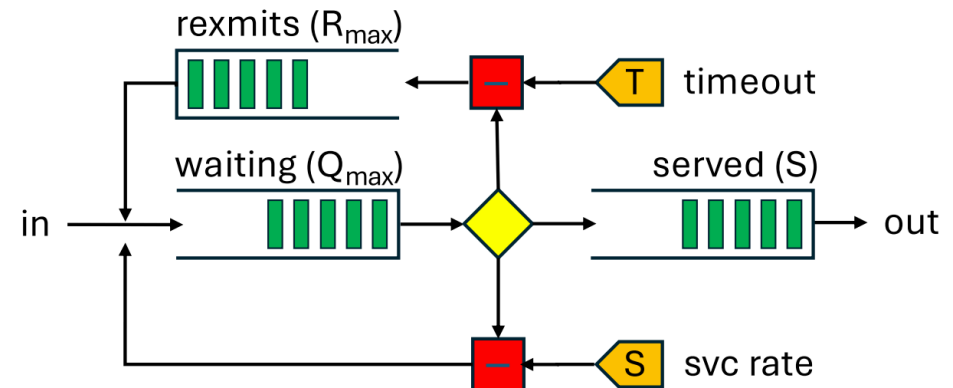 rexmits (Rmax)
T timeout
waiting (Qmax)
served (S)
in
out
S svc rate